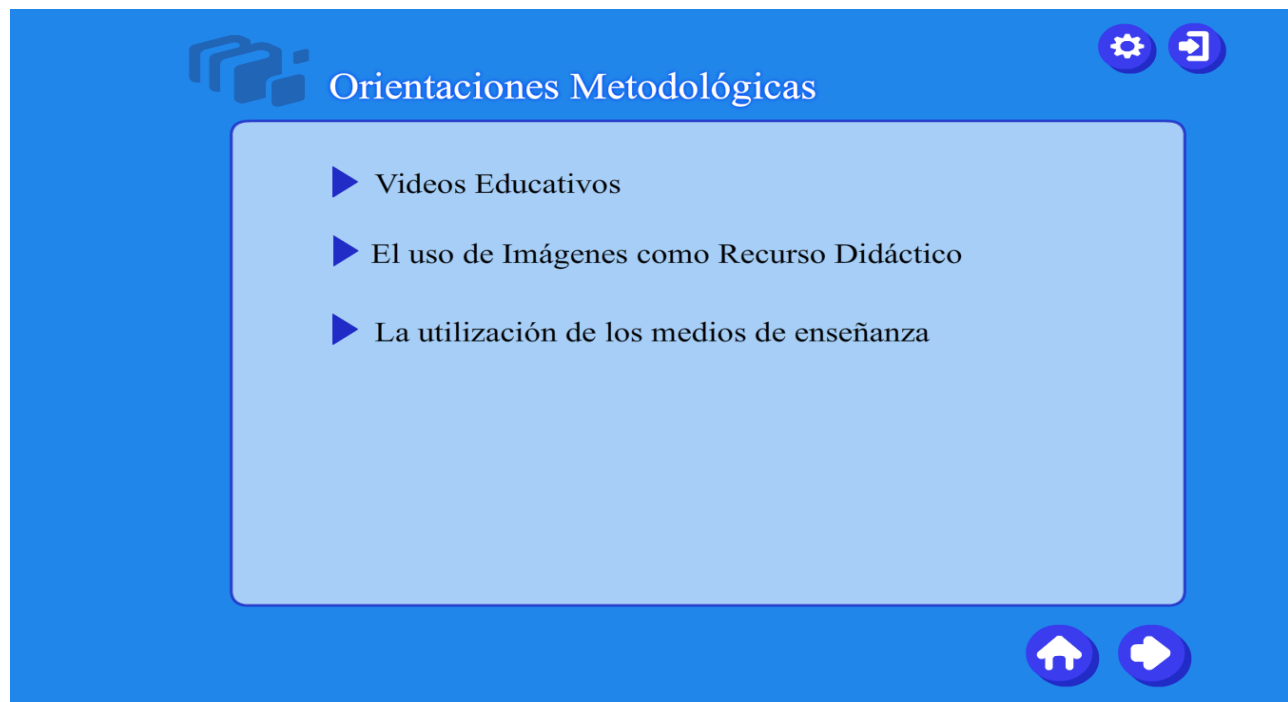 Orientaciones Metodológicas
Videos Educativos
El uso de Imágenes como Recurso Didáctico
La utilización de los medios de enseñanza